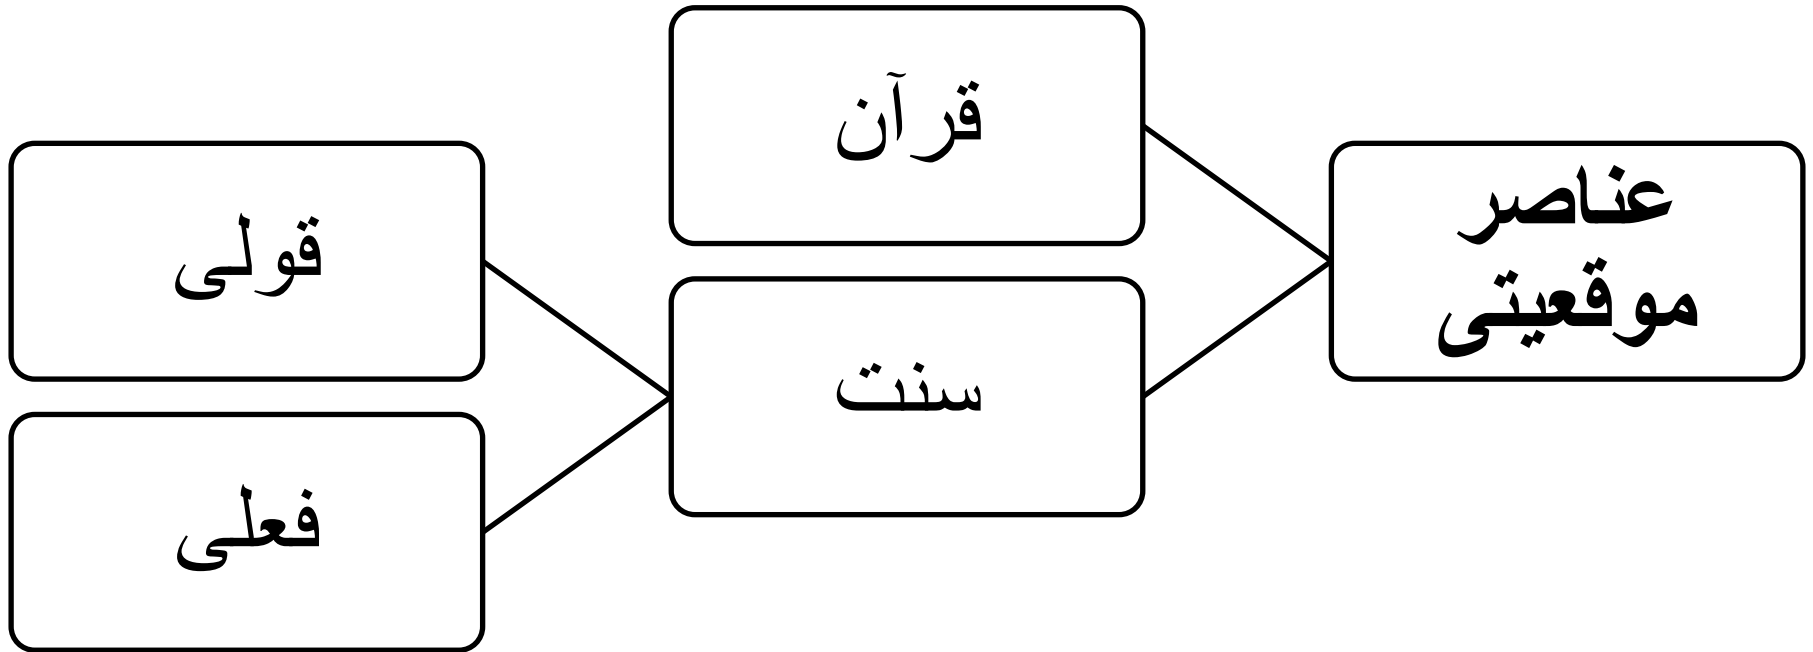 عناصر
موقعیتی
قرآن
سنت
قولی
فعلی